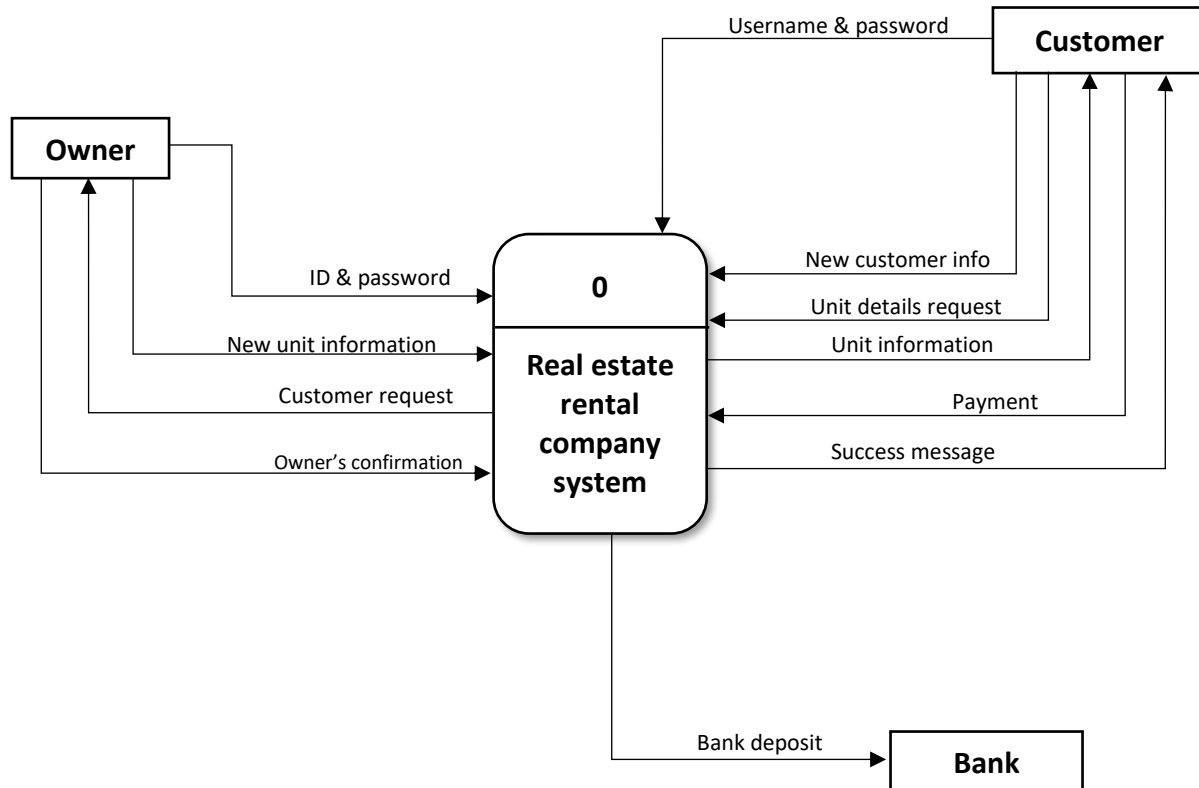 Username & password
Customer
Owner
New customer info
ID & password
0
Unit details request
New unit information
Unit information
Real estate
rental
company
system
Customer request
Payment
Owner’s confirmation
Success message
Bank deposit
Bank